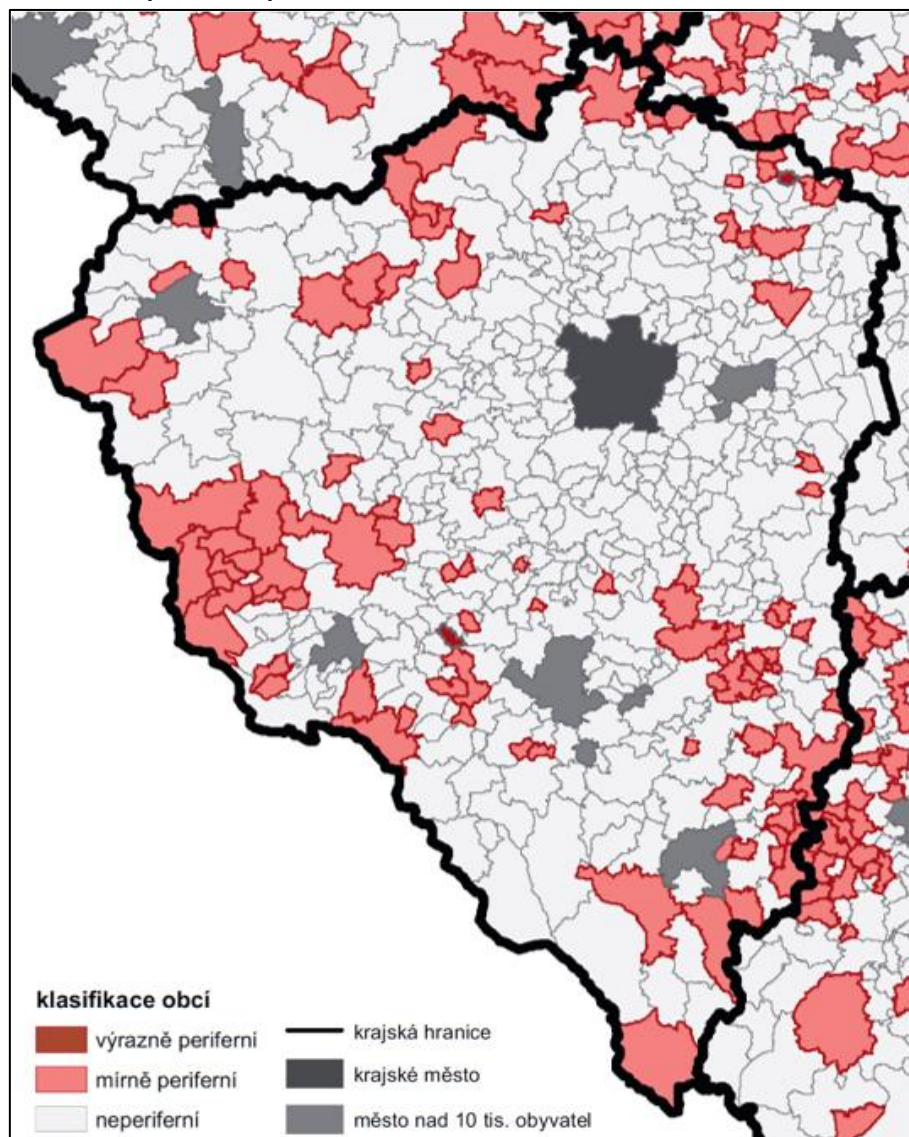 klasifikace obcí
výrazně periferní
mírně periferní
neperiferní
krajská hranice
krajské město
město nad 10 tis. obyvatel